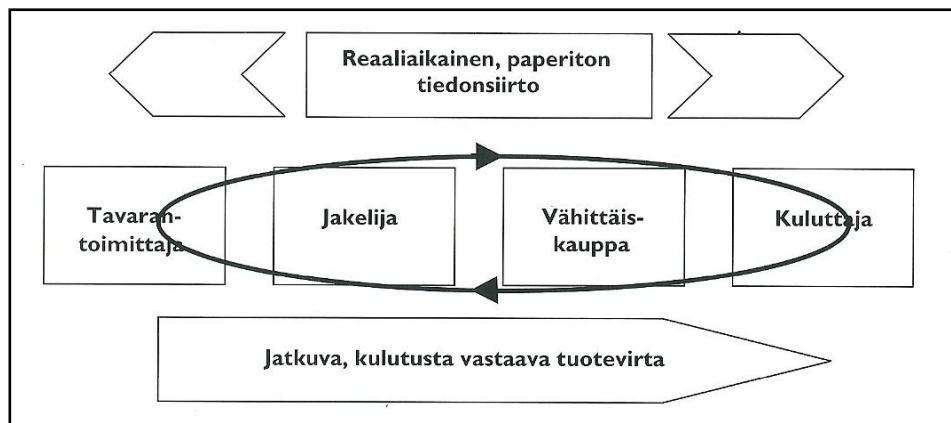 Reaaliaikainen, paperiton
tiedonsiirto
Tavaran-
toimittaja
Jakelija
Vähittäis-
kauppa
Kuluttaja
Jatkuva, kulutusta vastaava tuotevirta